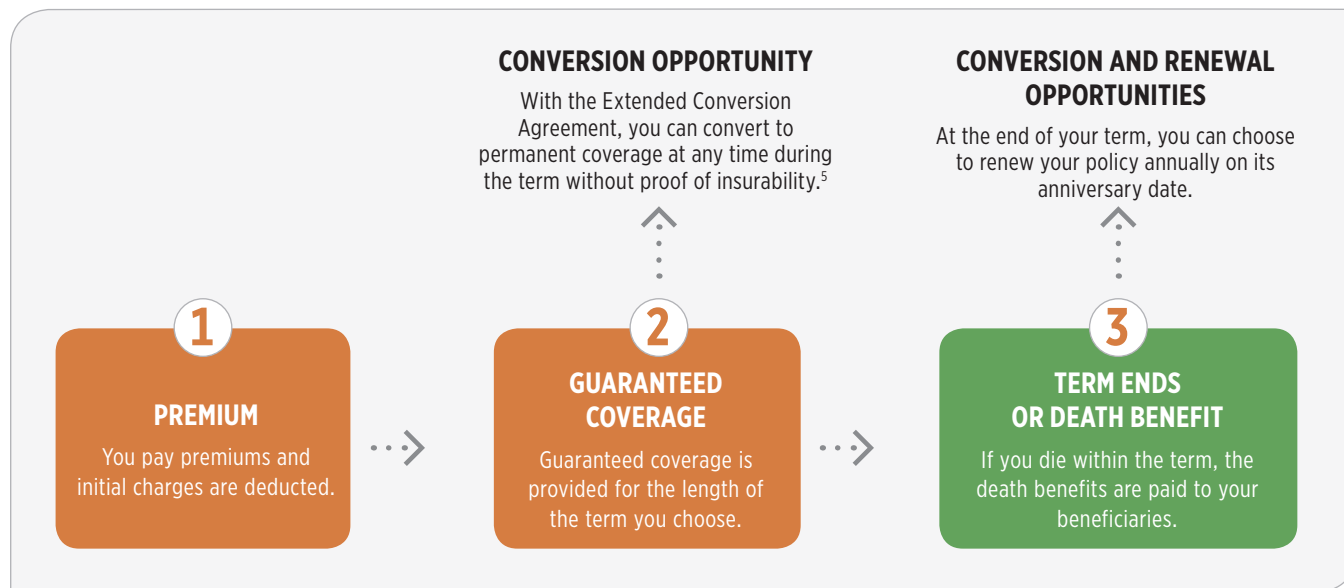 CONVERSION OPPORTUNITY
With the Extended Conversion
Agreement, you can convert to
permanent coverage at any time during
the term without proof of insurability.⁵
CONVERSION AND RENEWAL
OPPORTUNITIES
At the end of your term, you can choose
to renew your policy annually on its
anniversary date.
1
PREMIUM
You pay premiums and
initial charges are deducted.
2
GUARANTEED
COVERAGE
Guaranteed coverage is
provided for the length of
the term you choose.
3
TERM ENDS
OR DEATH BENEFIT
If you die within the term, the
death benefits are paid to your
beneficiaries.